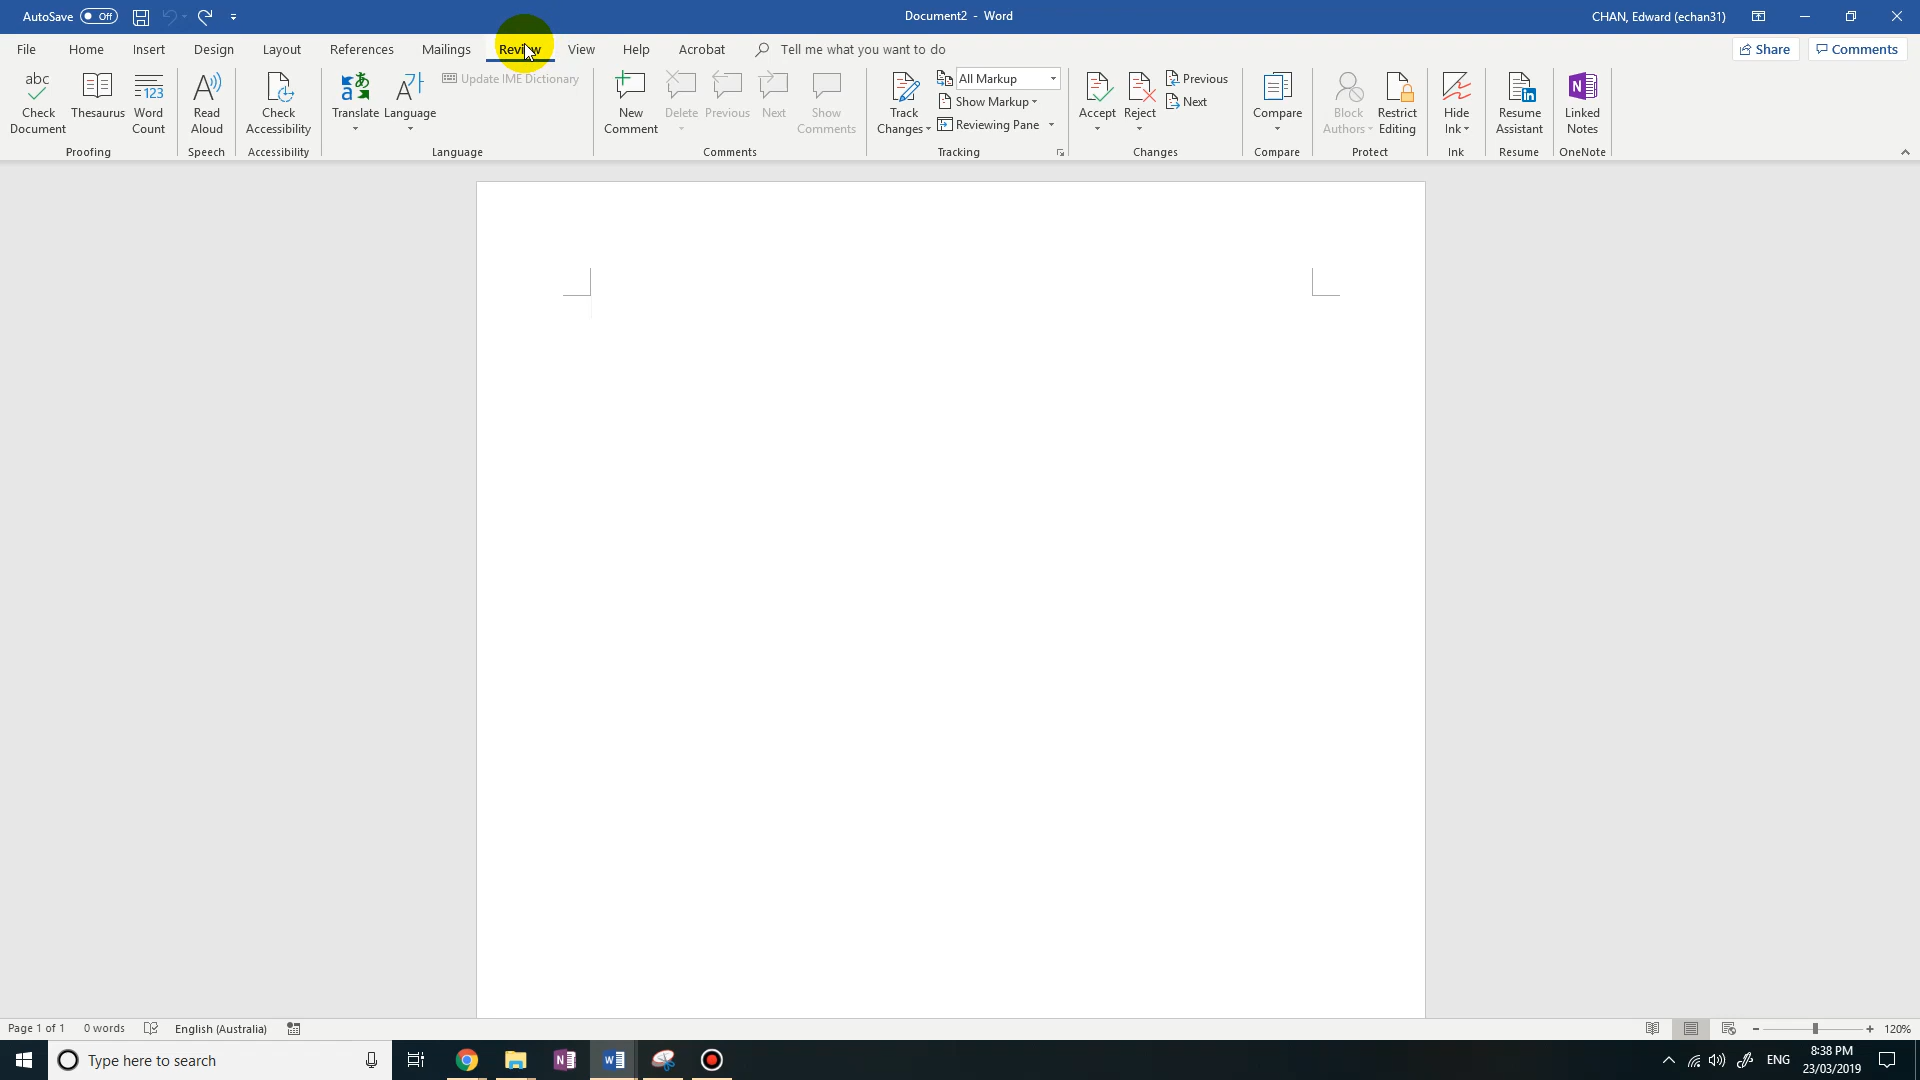 AutoSave Off Document2 - Word CHAN, Edward (echan31)
File Home Insert Design Layout References Mailings Review View Help Acrobat Tell me what you want to do Share Comments
abc Check Document
Thesaurus
123 Word Count
Proofing
Read Aloud
Speech
Check Accessibility
Accessibility
Translate
Language
Update IME Dictionary
Language
New Comment
Delete
Previous
Next
Show Comments
Comments
Track Changes
All Markup
Show Markup
Reviewing Pane
Tracking
Accept
Reject
Previous
Next
Changes
Compare
Compare
Block Authors
Restrict Editing
Protect
Hide Ink
Ink
Resume Assistant
Resume
Linked Notes
OneNote
Page 1 of 1 0 words English (Australia) 120%
Type here to search ENG 8:38 PM
23/03/2019